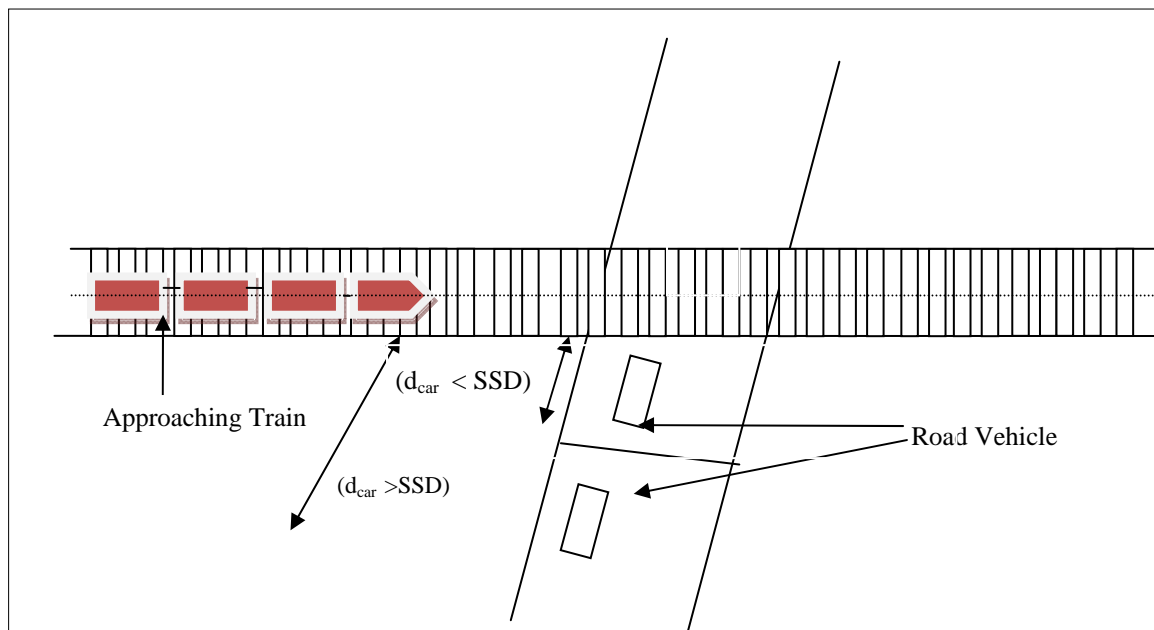 (d_car < SSD)
Approaching Train
Road Vehicle
(d_car >SSD)